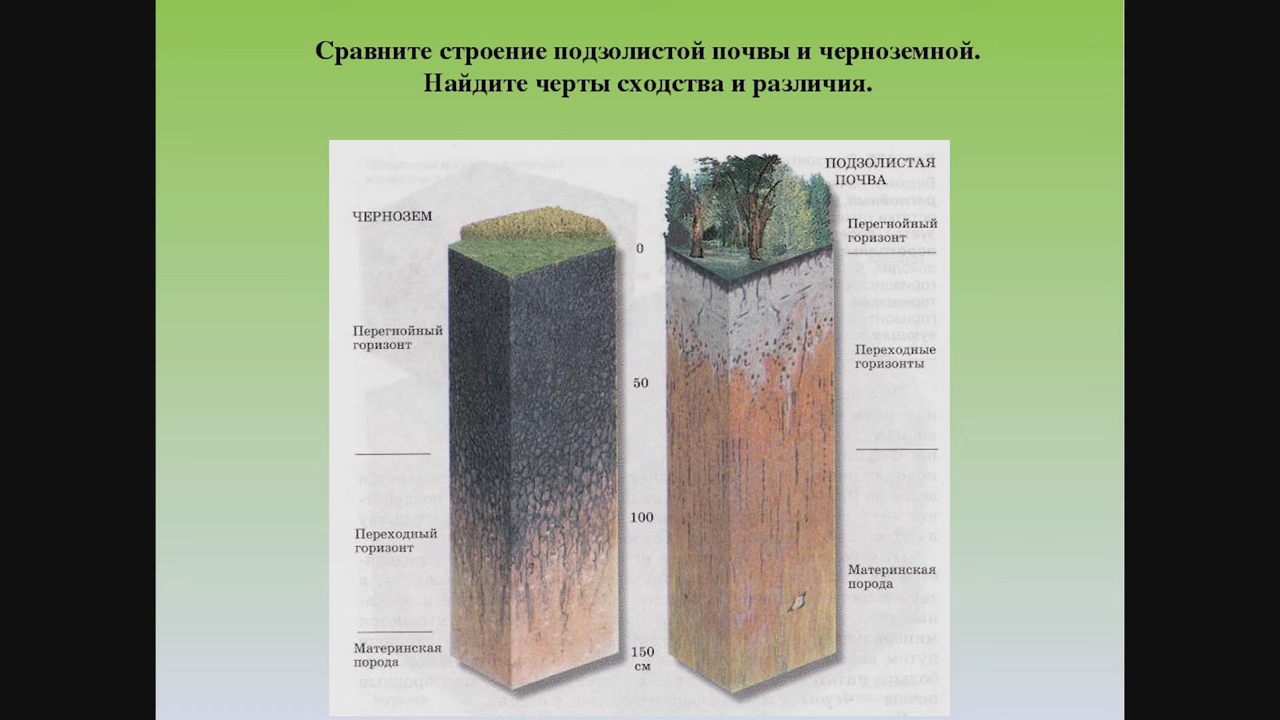 Сравните строение подзолистой почвы и черноземной.
Найдите черты сходства и различия.
ЧЕРНОЗЕМ
Перегнойный
горизонт
Переходный
горизонт
Материнская
порода
0
50
100
150
см
ПОДЗОЛИСТАЯ
ПОЧВА
Перегнойный
горизонт
Переходные
горизонты
Материнская
порода